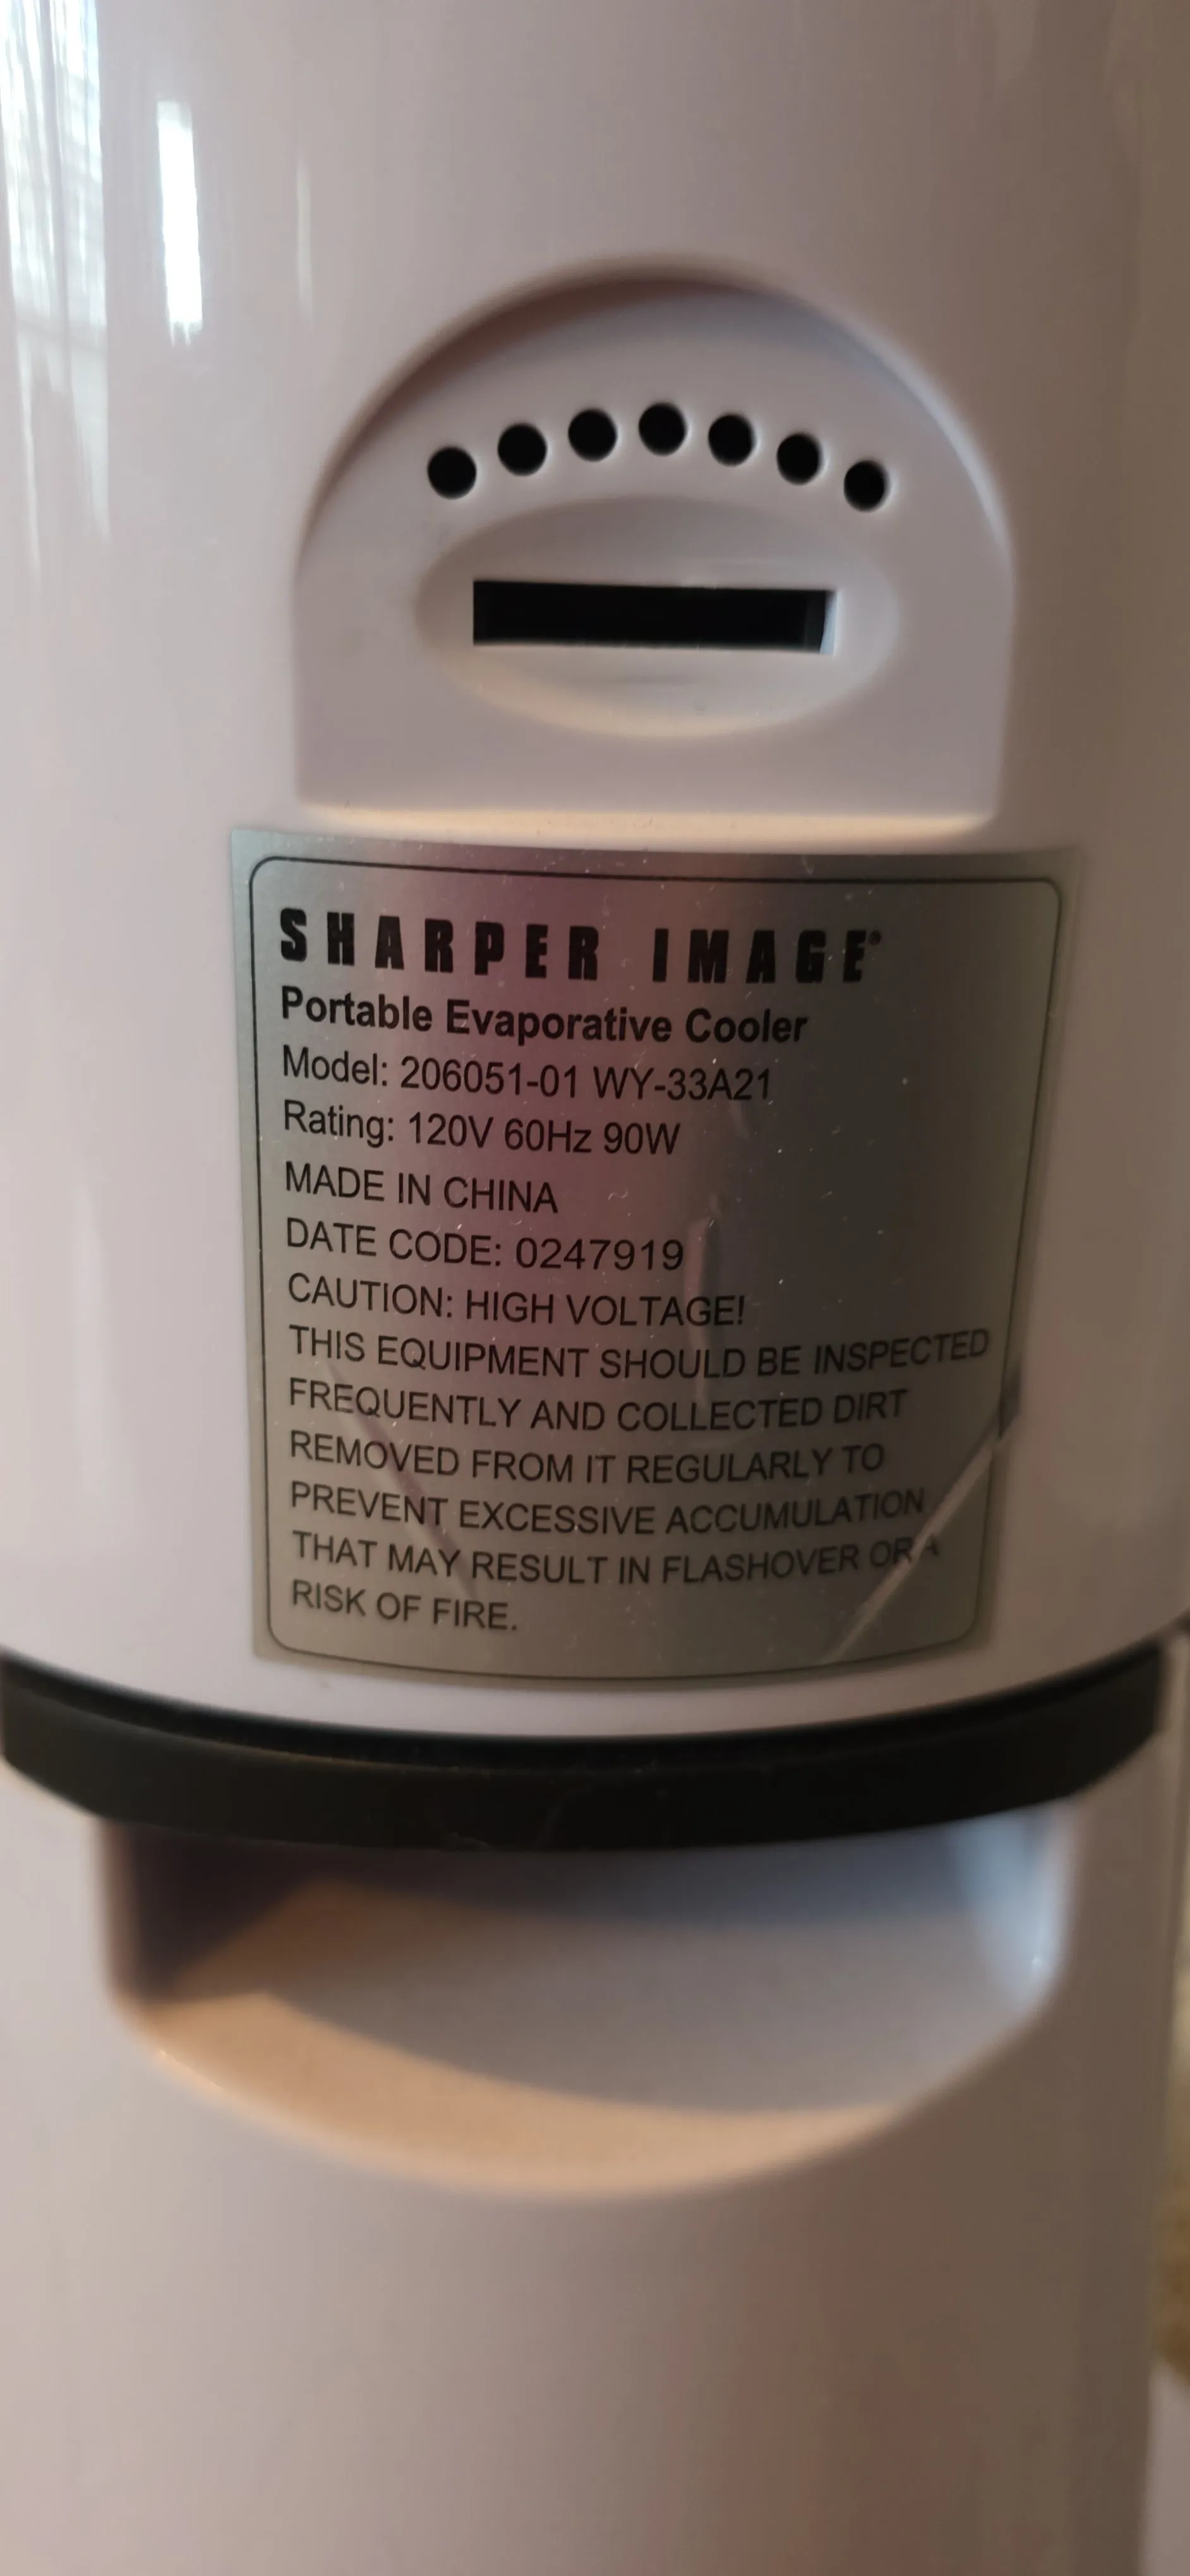 SHARPER IMAGE®
Portable Evaporative Cooler
Model: 206051-01 WY-33A21
Rating: 120V 60Hz 90W
MADE IN CHINA
DATE CODE: 0247919
CAUTION: HIGH VOLTAGE!
THIS EQUIPMENT SHOULD BE INSPECTED
FREQUENTLY AND COLLECTED DIRT
REMOVED FROM IT REGULARLY TO
PREVENT EXCESSIVE ACCUMULATION
THAT MAY RESULT IN FLASHOVER OR A
RISK OF FIRE.